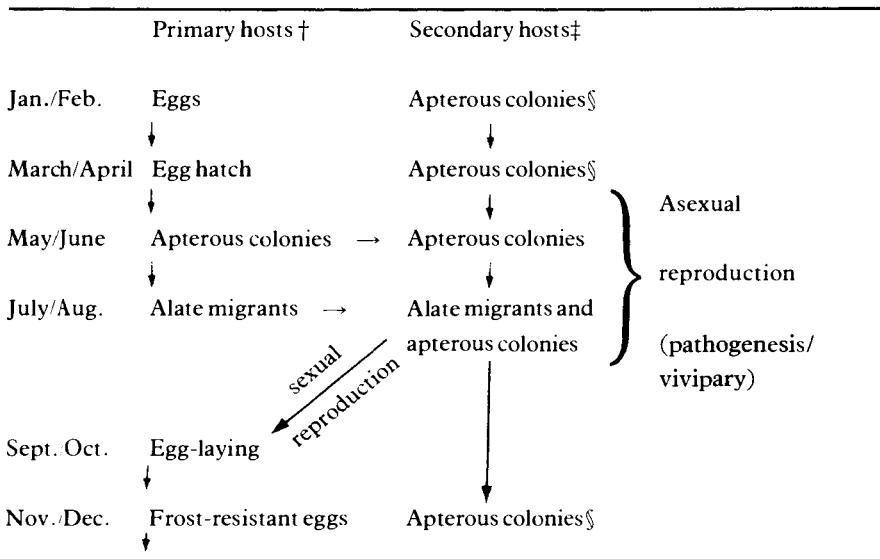 Primary hosts † Secondary hosts‡
Jan./Feb. Eggs Apterous colonies§
↓ ↓
March/April Egg hatch Apterous colonies§
↓ ↓
Asexual
May/June Apterous colonies → Apterous colonies
reproduction
↓ ↓
July/Aug. Alate migrants → Alate migrants and
apterous colonies
(pathogenesis/
vivipary)
sexual
reproduction
Sept./Oct. Egg-laying
↓
Nov./Dec. Frost-resistant eggs Apterous colonies§
↓